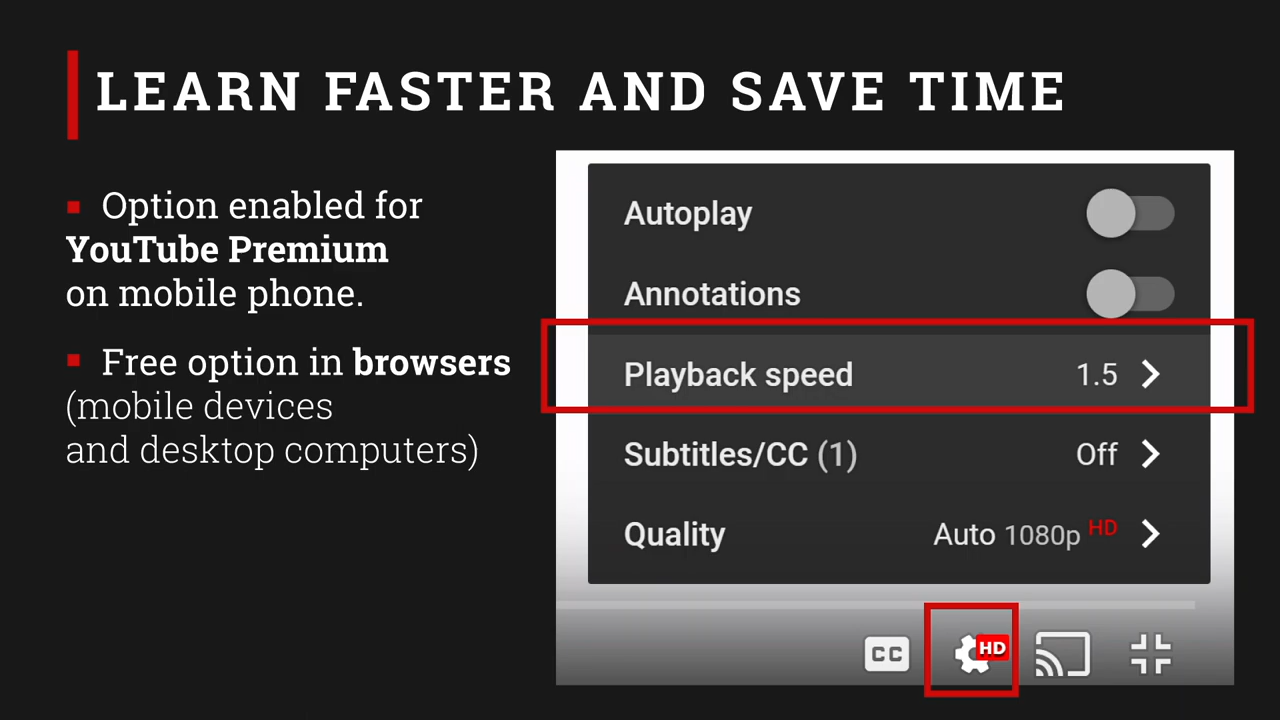 LEARN FASTER AND SAVE TIME
Option enabled for
YouTube Premium
on mobile phone.
Free option in browsers
(mobile devices
and desktop computers)
Autoplay
Annotations
Playback speed 1.5
Subtitles/CC (1) Off
Quality Auto 1080p HD
CC HD